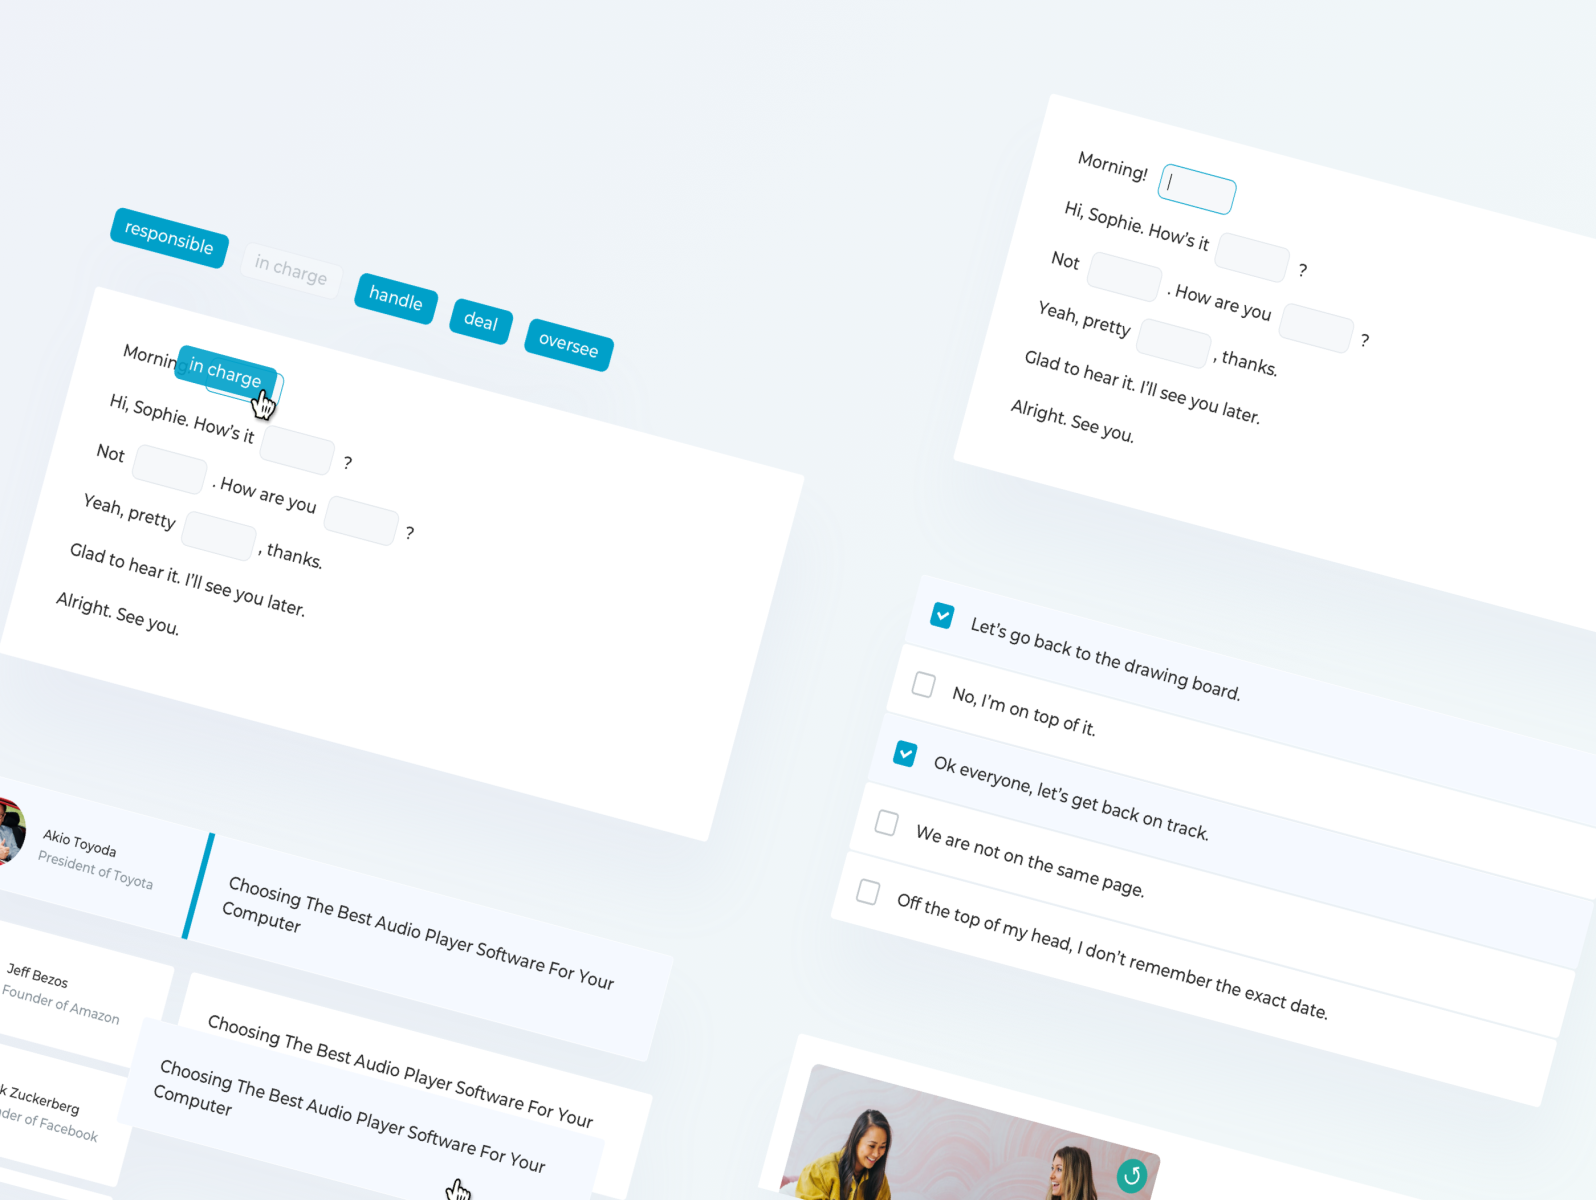 responsible
in charge
handle
deal
oversee
Mornin
in charge
Hi, Sophie. How's it ?
Not . How are you ?
Yeah, pretty , thanks.
Glad to hear it. I'll see you later.
Alright. See you.
Morning!
Hi, Sophie. How's it ?
Not . How are you ?
Yeah, pretty , thanks.
Glad to hear it. I'll see you later.
Alright. See you.
Let's go back to the drawing board.
No, I'm on top of it.
Ok everyone, let's get back on track.
We are not on the same page.
Off the top of my head, I don't remember the exact date.
Akio Toyoda
President of Toyota
Choosing The Best Audio Player Software For Your
Computer
Jeff Bezos
Founder of Amazon
Choosing The Best Audio Player Software For Your
k Zuckerberg
nder of Facebook
Choosing The Best Audio Player Software For Your
Computer